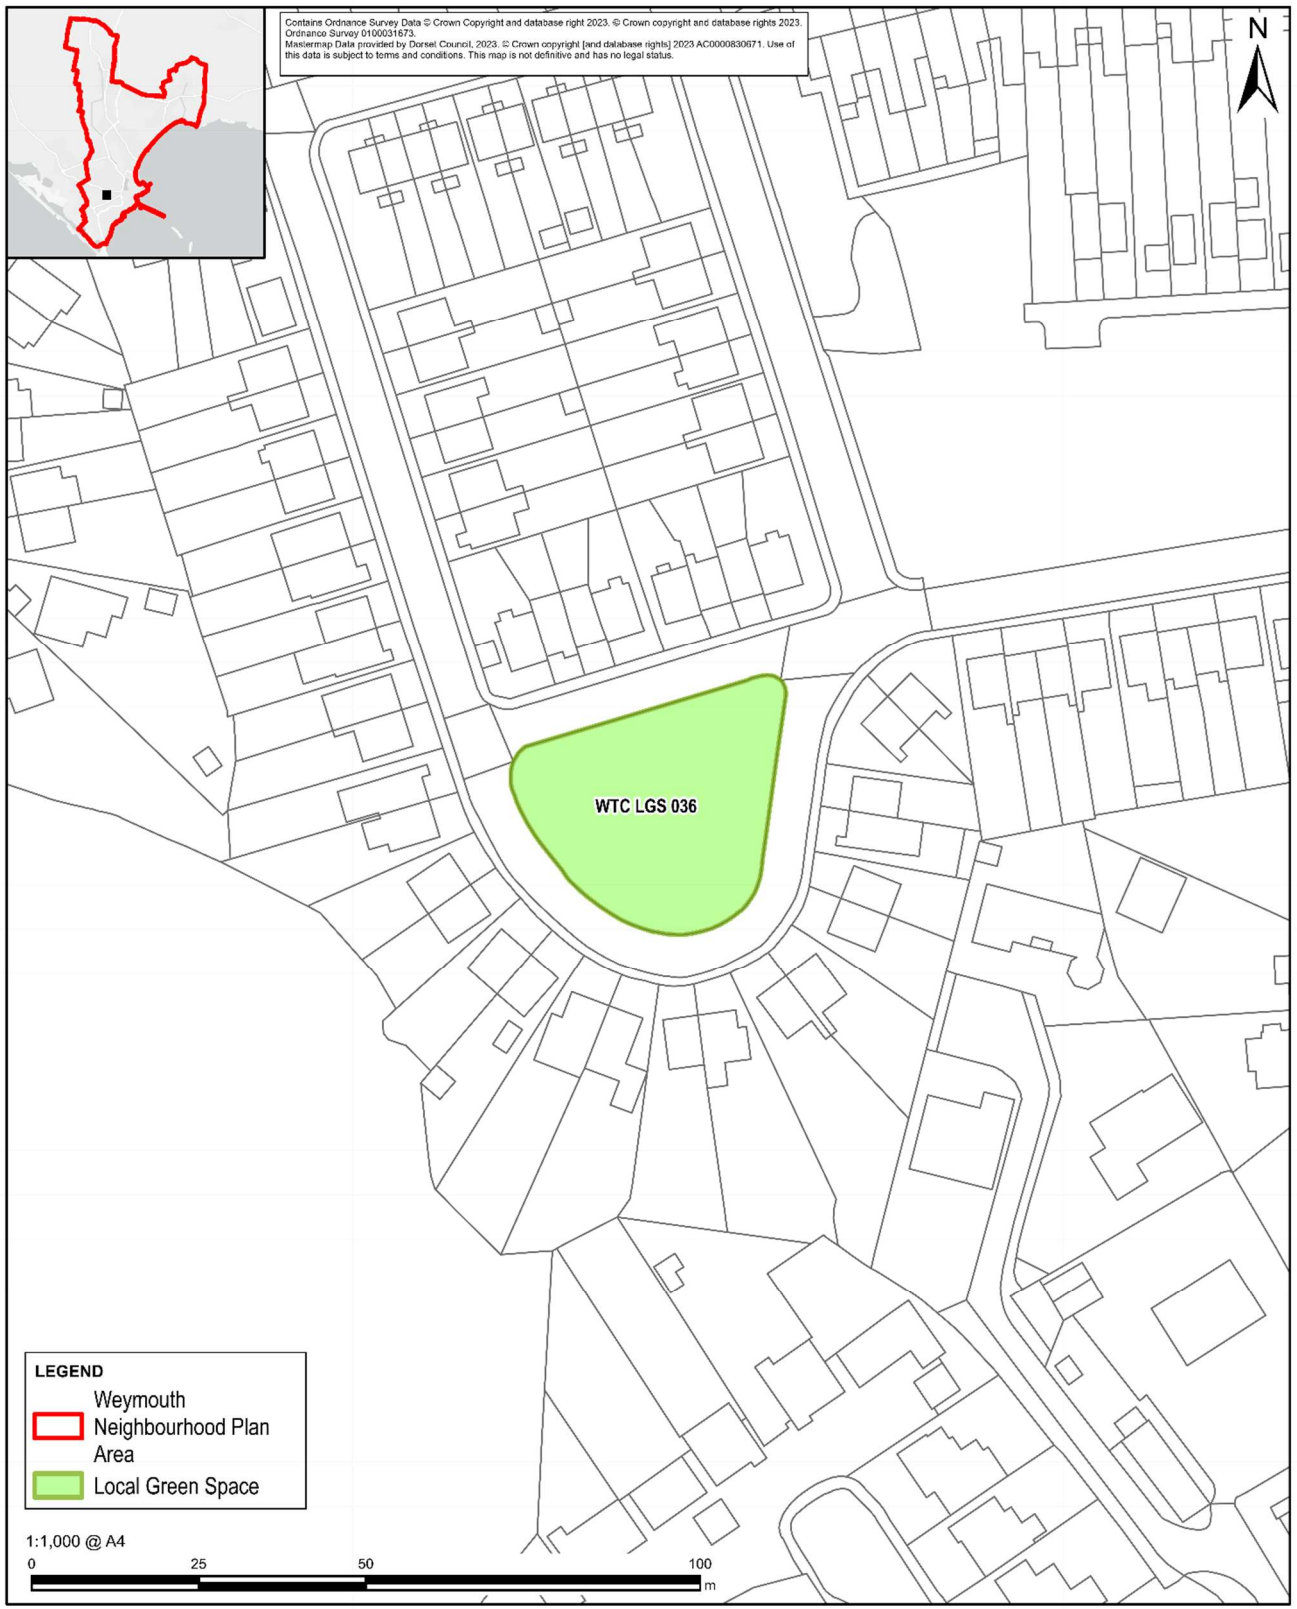 Contains Ordnance Survey Data © Crown Copyright and database right 2023. © Crown copyright and database rights 2023.
Ordnance Survey 0100031673.
Mastermap Data provided by Dorset Council, 2023. © Crown copyright [and database rights] 2023 AC0000830671. Use of
this data is subject to terms and conditions. This map is not definitive and has no legal status.
N
WTC LGS 036
LEGEND
Weymouth
Neighbourhood Plan
Area
Local Green Space
1:1,000 @ A4
0 25 50 100
m